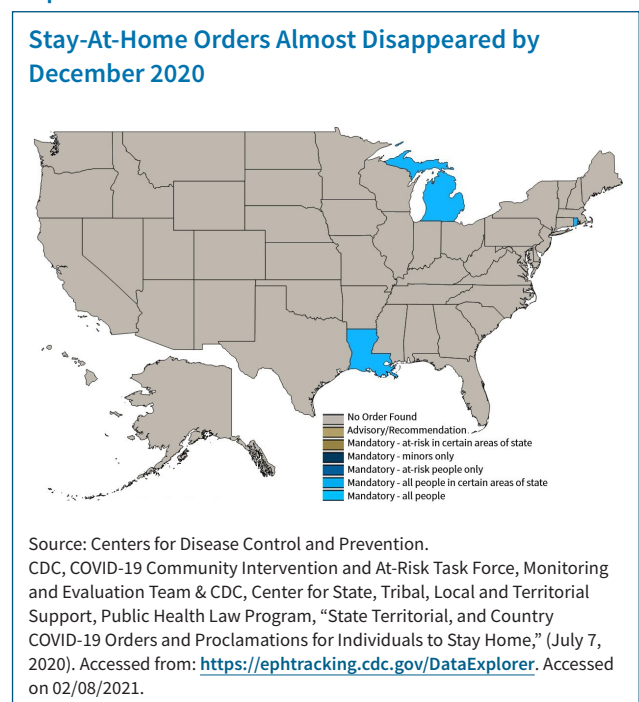 Stay-At-Home Orders Almost Disappeared by
December 2020
No Order Found
Advisory/Recommendation
Mandatory - at-risk in certain areas of state
Mandatory - minors only
Mandatory - at-risk people only
Mandatory - all people in certain areas of state
Mandatory - all people
Source: Centers for Disease Control and Prevention.
CDC, COVID-19 Community Intervention and At-Risk Task Force, Monitoring
and Evaluation Team & CDC, Center for State, Tribal, Local and Territorial
Support, Public Health Law Program, “State Territorial, and Country
COVID-19 Orders and Proclamations for Individuals to Stay Home,” (July 7,
2020). Accessed from: https://ephtracking.cdc.gov/DataExplorer. Accessed
on 02/08/2021.